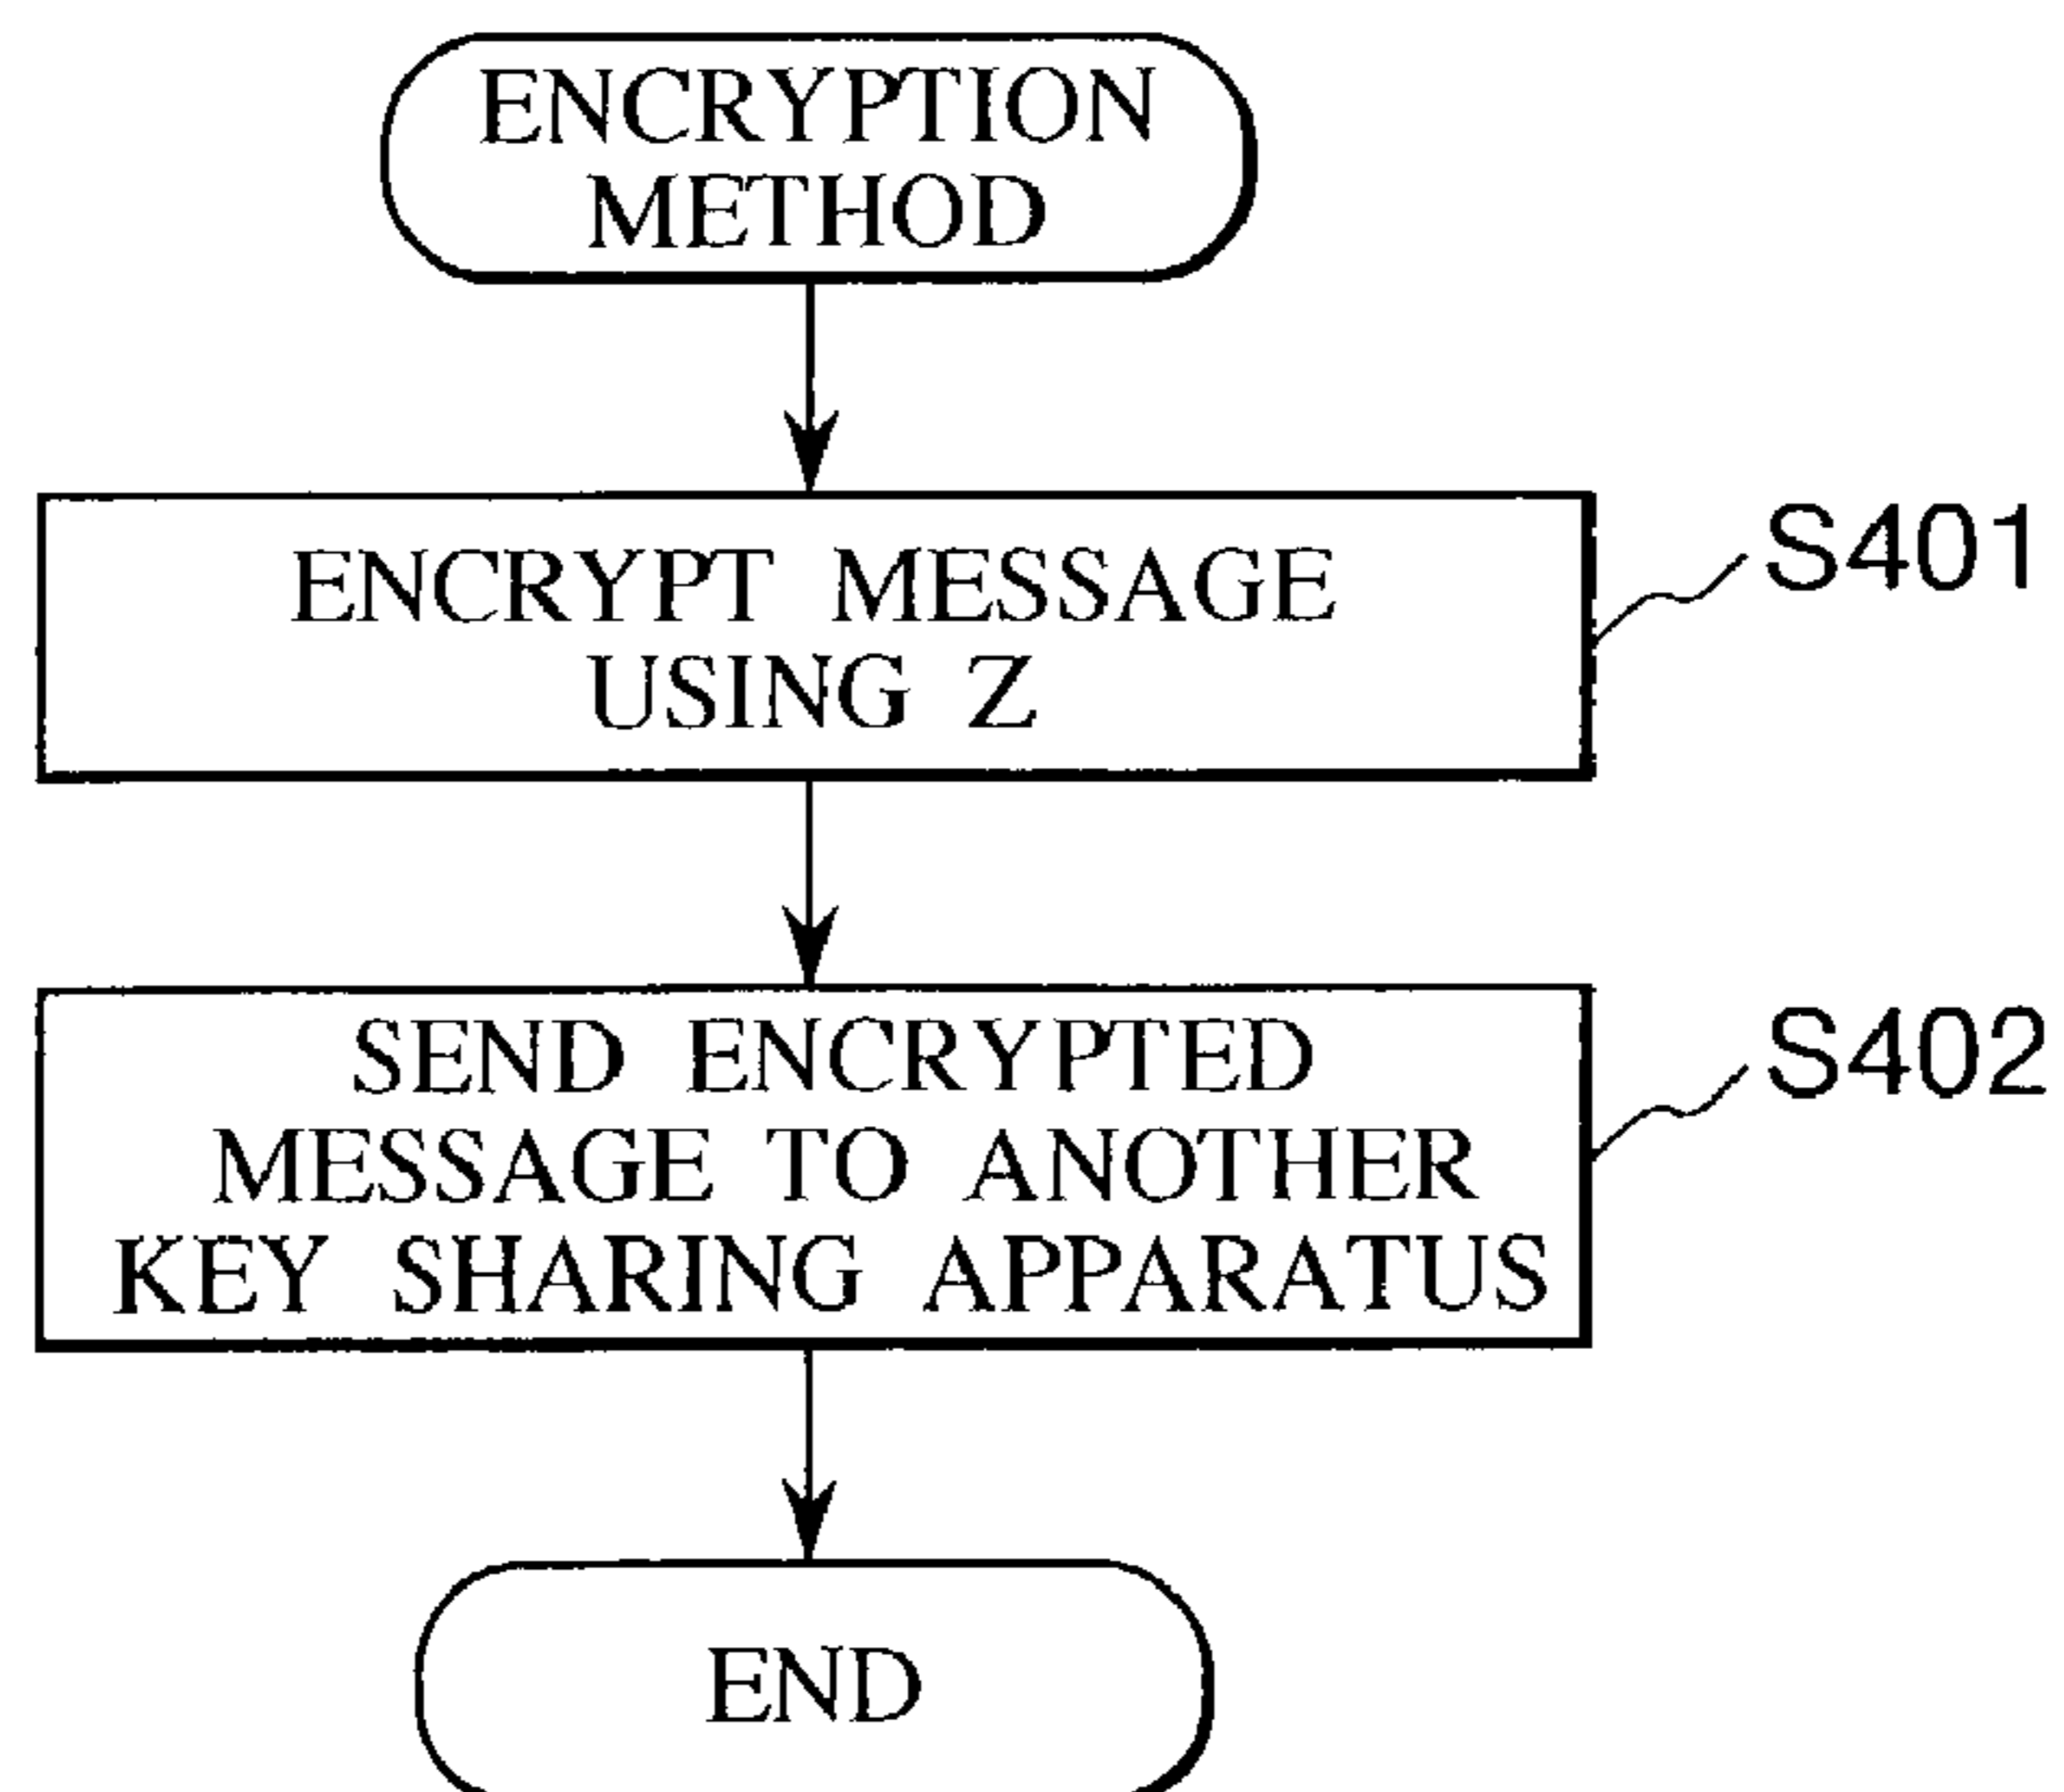 ENCRYPTION
METHOD
ENCRYPT MESSAGE
USING Z
S401
SEND ENCRYPTED
MESSAGE TO ANOTHER
KEY SHARING APPARATUS
S402
END